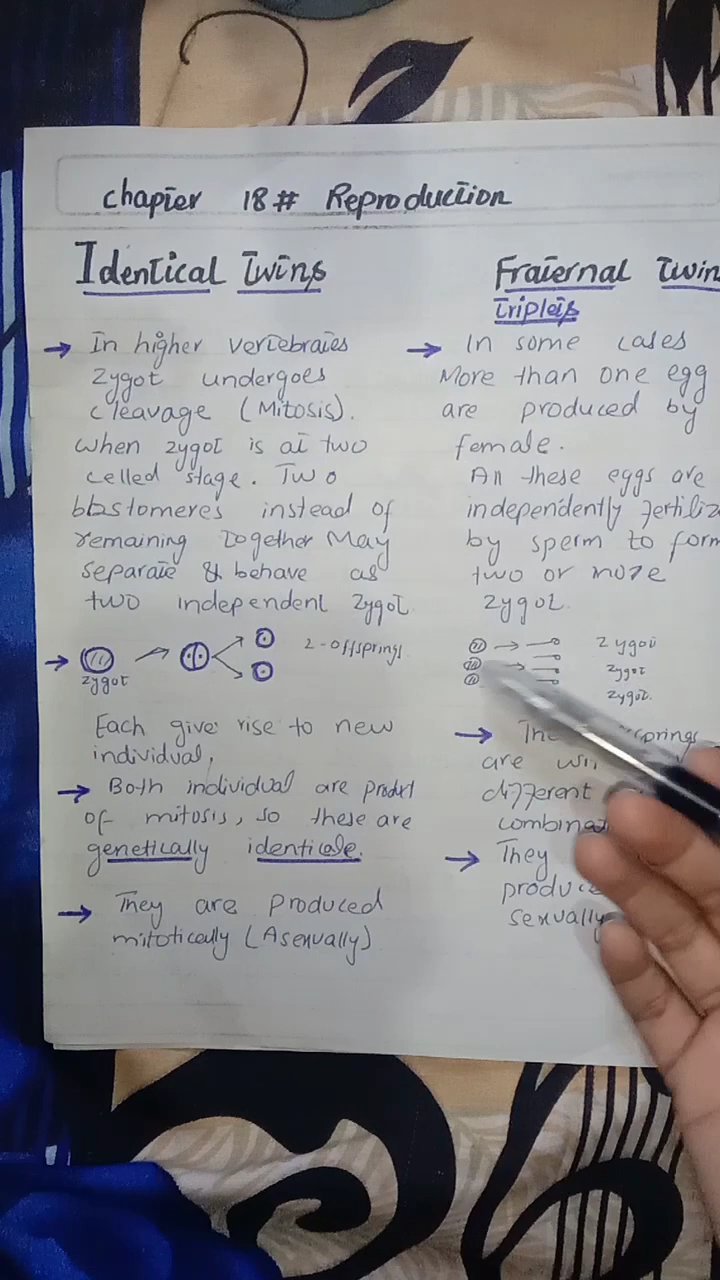 Chapter 18# Reproduction
Identical Twins
→ In higher vertebrates
Zygot undergoes
cleavage (Mitosis).
when zygot is at two
celled stage. Two
blastomeres instead of
remaining together May
separate & behave as
two independent Zygot.
→ zygot 2-offsprings
Each give rise to new
individual,
→ Both individual are product
of mitosis, so these are
genetically identicale.
→ They are produced
mitotically (Asexually)
Fraternal Twin
Triplets
→ In some cases
More than one egg
are produced by
female.
All these eggs are
independently fertiliz
by sperm to form
two or more
zygot.
Zygot
Zygot
Zygot.
→
are
different
→ They
sexually